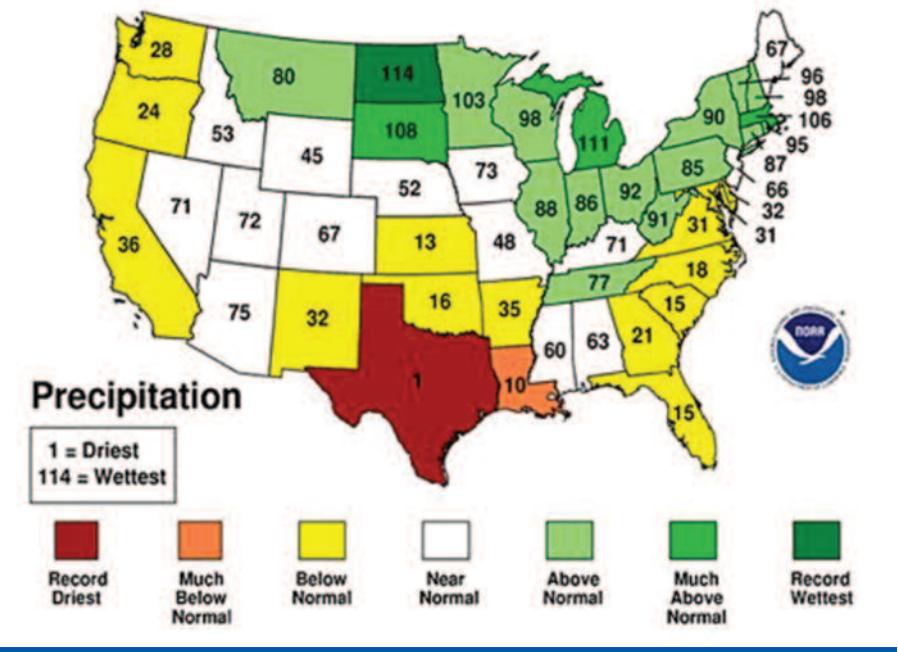 28
67
80
114
96
103
98
98
24
90
106
108
53
111
95
45
73
85
87
52
92
66
88
86
71
72
91
32
67
31
31
36
13
48
71
18
77
75
32
16
35
15
60
63
21
1
10
15
NOAA
Precipitation
1 = Driest
114 = Wettest
Record
Driest
Much
Below
Normal
Below
Normal
Near
Normal
Above
Normal
Much
Above
Normal
Record
Wettest